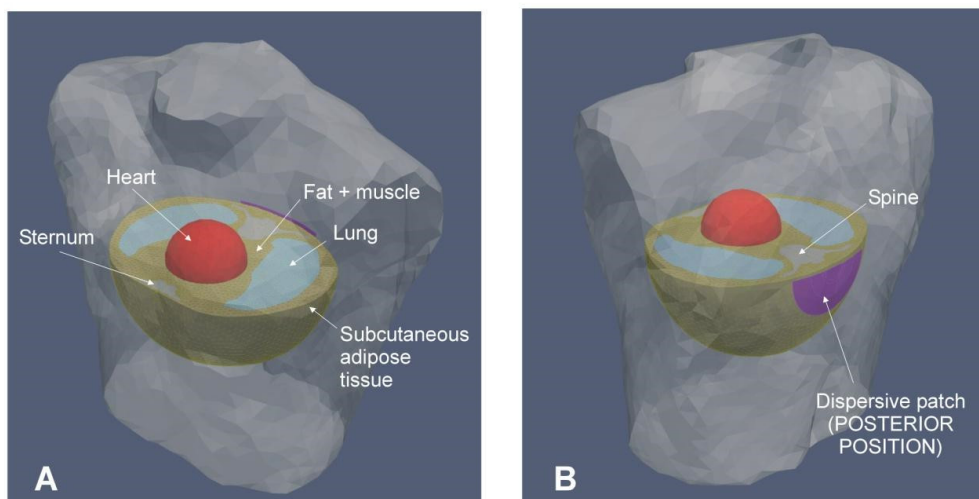 Heart
Fat + muscle
Sternum
Lung
Subcutaneous
adipose
tissue
A
Spine
Dispersive patch
(POSTERIOR
POSITION)
B